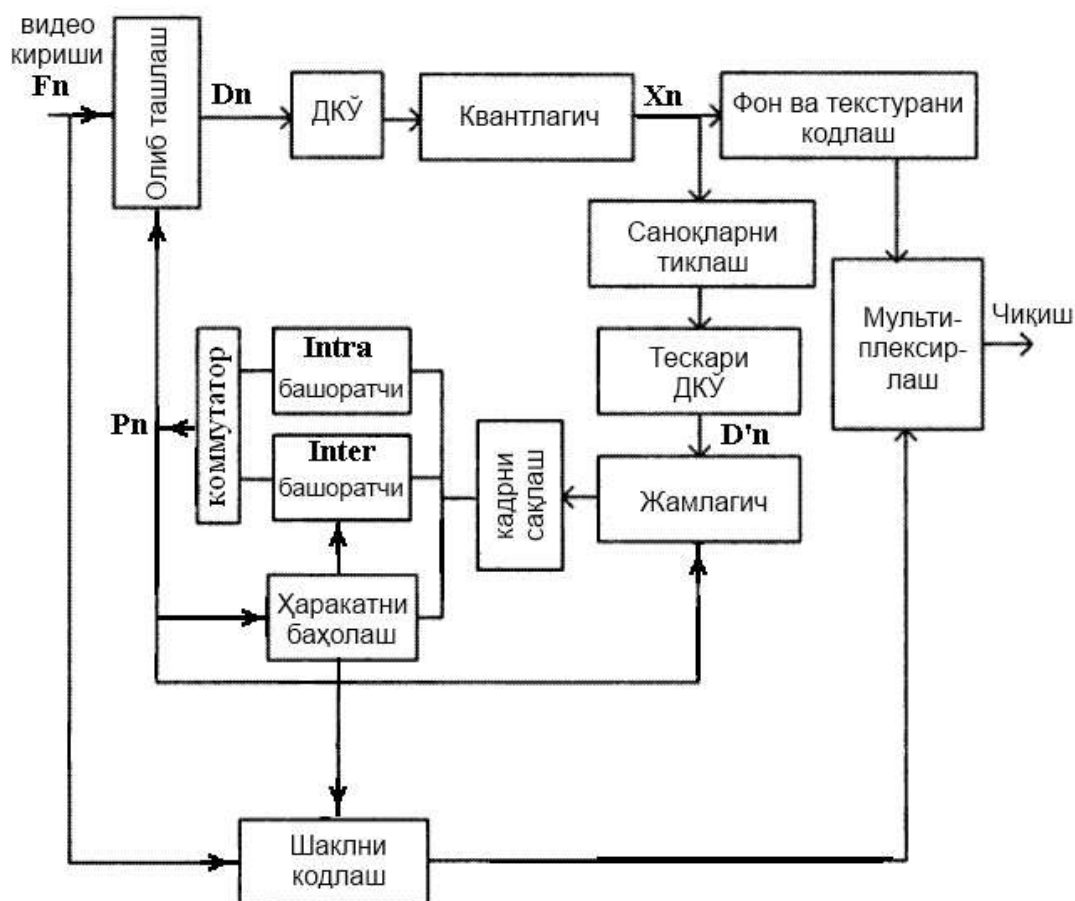 видео
кириши
Fn
Олиб ташлаш
Dn
ДКЎ
Квантлагич
Xn
Фон ва текстурани
кодлаш
Саноқларни
тиклаш
Мульти-
плексир-
лаш
Чиқиш
Тескари
ДКЎ
D'n
Жамлагич
кадрни
сақлаш
Intra
башоратчи
Inter
башоратчи
коммутатор
Pn
Ҳаракатни
баҳолаш
Шаклни
кодлаш